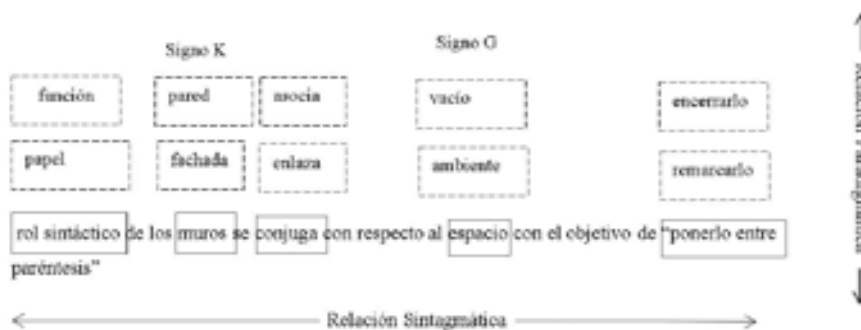 Signo K Signo G
función pared asocia vacío encerrarlo
papel fachada enlaza ambiente remarcarlo
rol sintáctico de los muros se conjuga con respecto al espacio con el objetivo de “ponerlo entre
paréntesis”
Relación Sintagmática